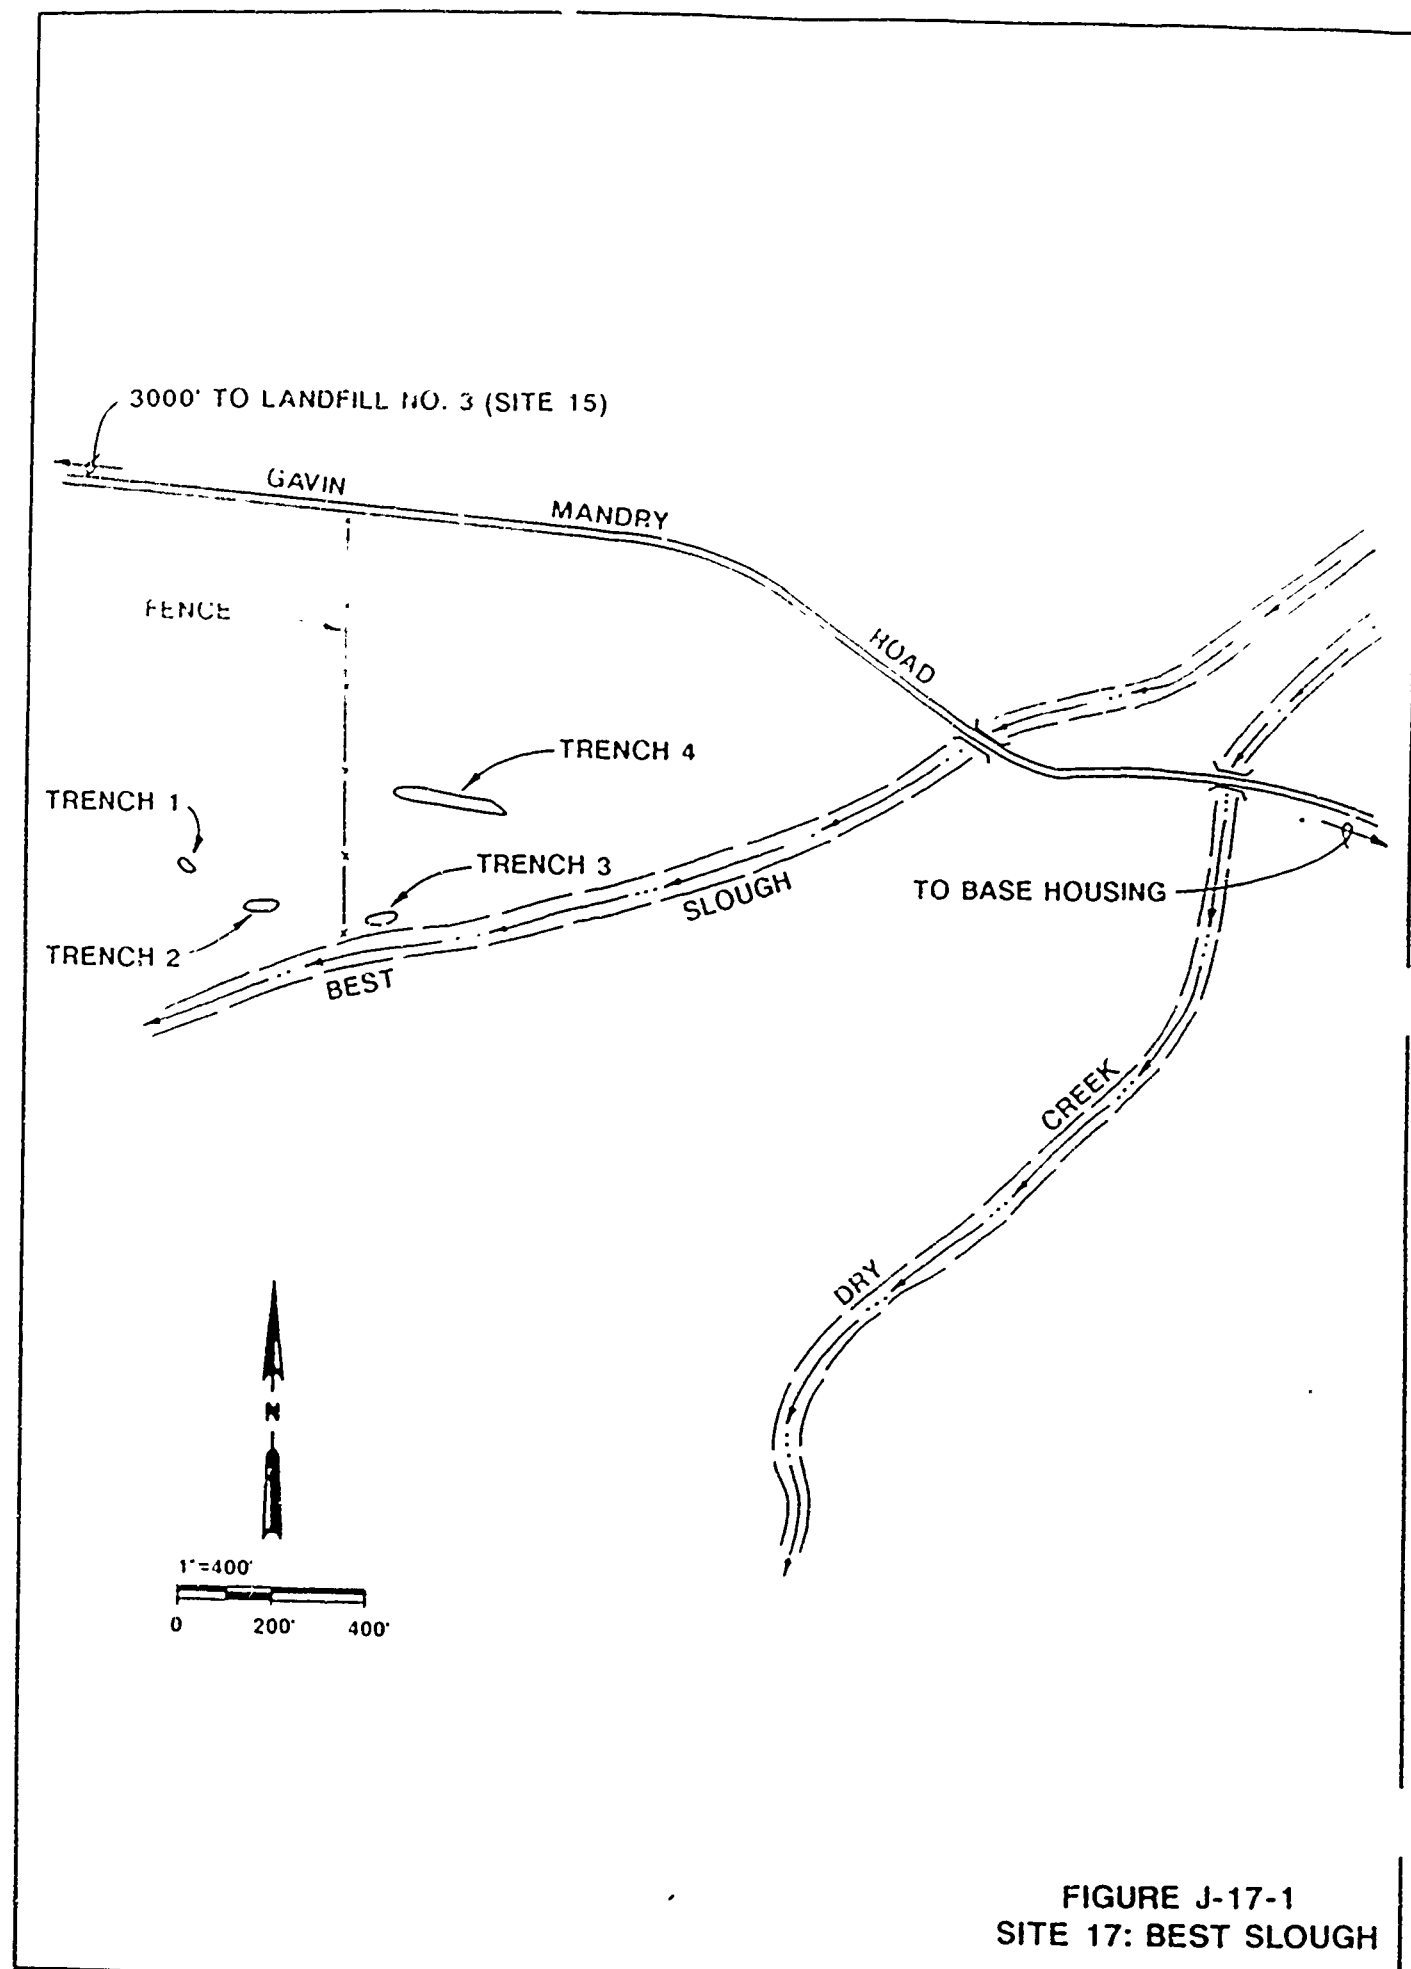 3000' TO LANDFILL NO. 3 (SITE 15)
GAVIN
MANDRY
FENCE
ROAD
TRENCH 4
TRENCH 1
TRENCH 3
SLOUGH
TO BASE HOUSING
TRENCH 2
BEST
CREEK
DRY
N
1"=400'
0 200' 400'
FIGURE J-17-1
SITE 17: BEST SLOUGH